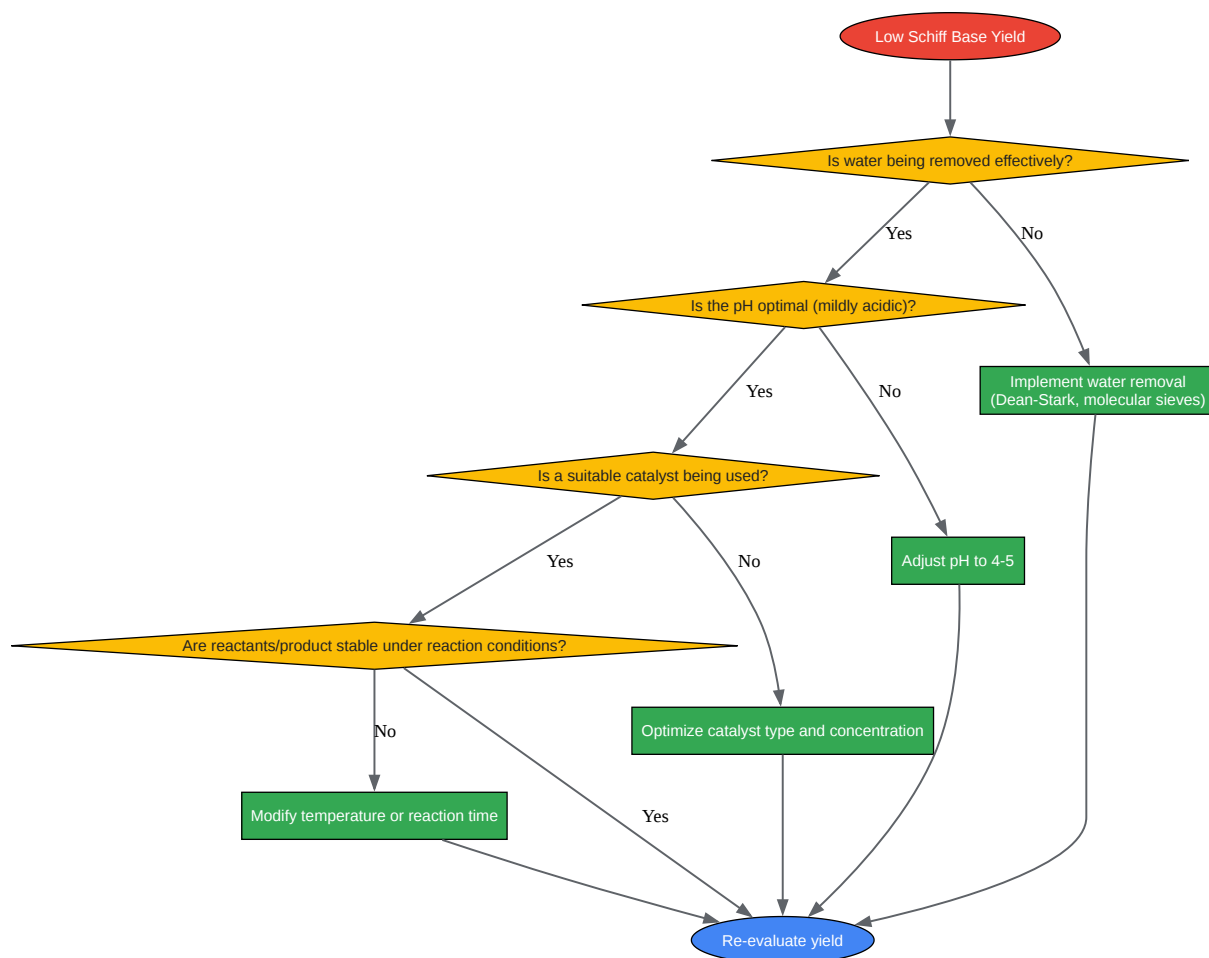 Low Schiff Base Yield
Is water being removed effectively?
Yes
No
Is the pH optimal (mildly acidic)?
Implement water removal
(Dean-Stark, molecular sieves)
Yes
No
Is a suitable catalyst being used?
Yes
No
Adjust pH to 4-5
Are reactants/product stable under reaction conditions?
No
Optimize catalyst type and concentration
Modify temperature or reaction time
Yes
Re-evaluate yield